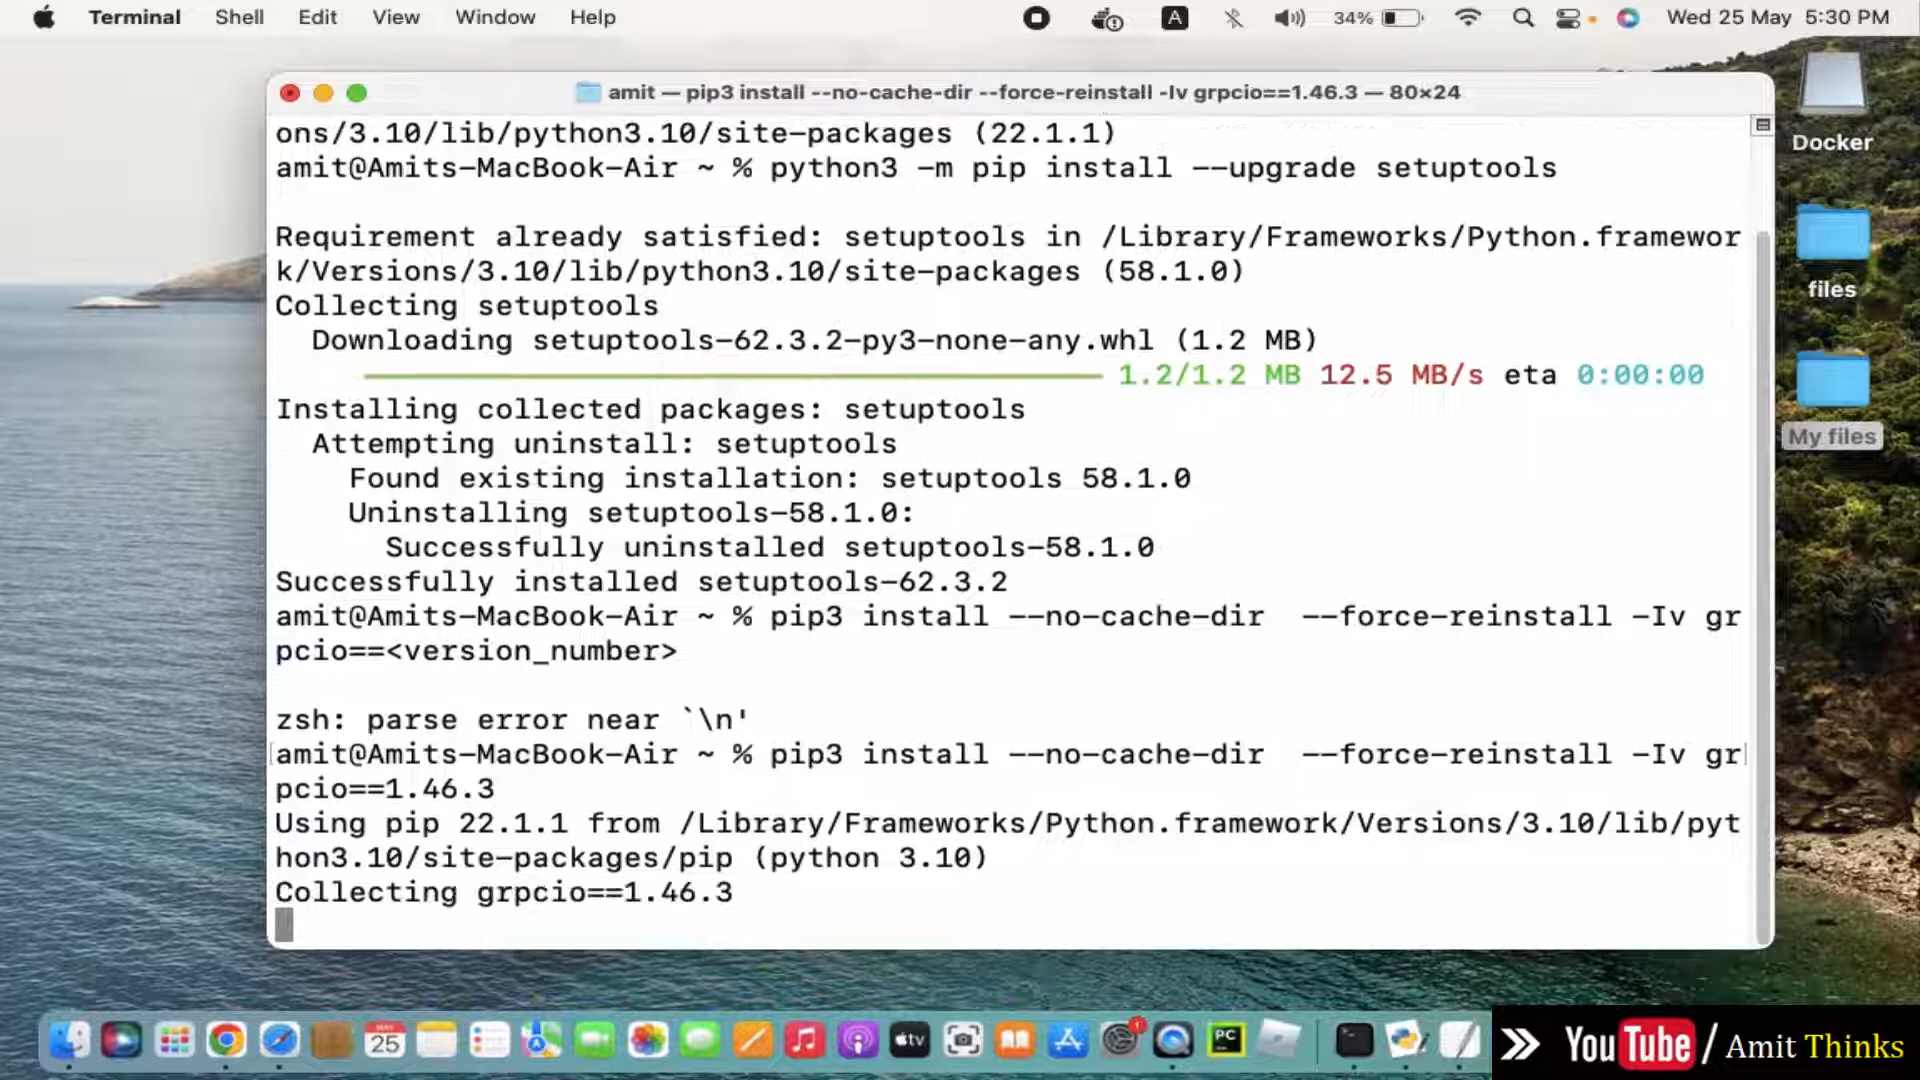 Terminal Shell Edit View Window Help A 34% Wed 25 May 5:30 PM
amit — pip3 install --no-cache-dir --force-reinstall -Iv grpcio==1.46.3 — 80×24
ons/3.10/lib/python3.10/site-packages (22.1.1)
amit@Amits-MacBook-Air ~ % python3 -m pip install --upgrade setuptools
Requirement already satisfied: setuptools in /Library/Frameworks/Python.framewor
k/Versions/3.10/lib/python3.10/site-packages (58.1.0)
Collecting setuptools
Downloading setuptools-62.3.2-py3-none-any.whl (1.2 MB)
1.2/1.2 MB 12.5 MB/s eta 0:00:00
Installing collected packages: setuptools
Attempting uninstall: setuptools
Found existing installation: setuptools 58.1.0
Uninstalling setuptools-58.1.0:
Successfully uninstalled setuptools-58.1.0
Successfully installed setuptools-62.3.2
amit@Amits-MacBook-Air ~ % pip3 install --no-cache-dir  --force-reinstall -Iv gr
pcio==<version_number>
zsh: parse error near `\n'
amit@Amits-MacBook-Air ~ % pip3 install --no-cache-dir  --force-reinstall -Iv gr
pcio==1.46.3
Using pip 22.1.1 from /Library/Frameworks/Python.framework/Versions/3.10/lib/pyt
hon3.10/site-packages/pip (python 3.10)
Collecting grpcio==1.46.3
Docker
files
My files
MAY
25
tv
1
PC
YouTube / Amit Thinks